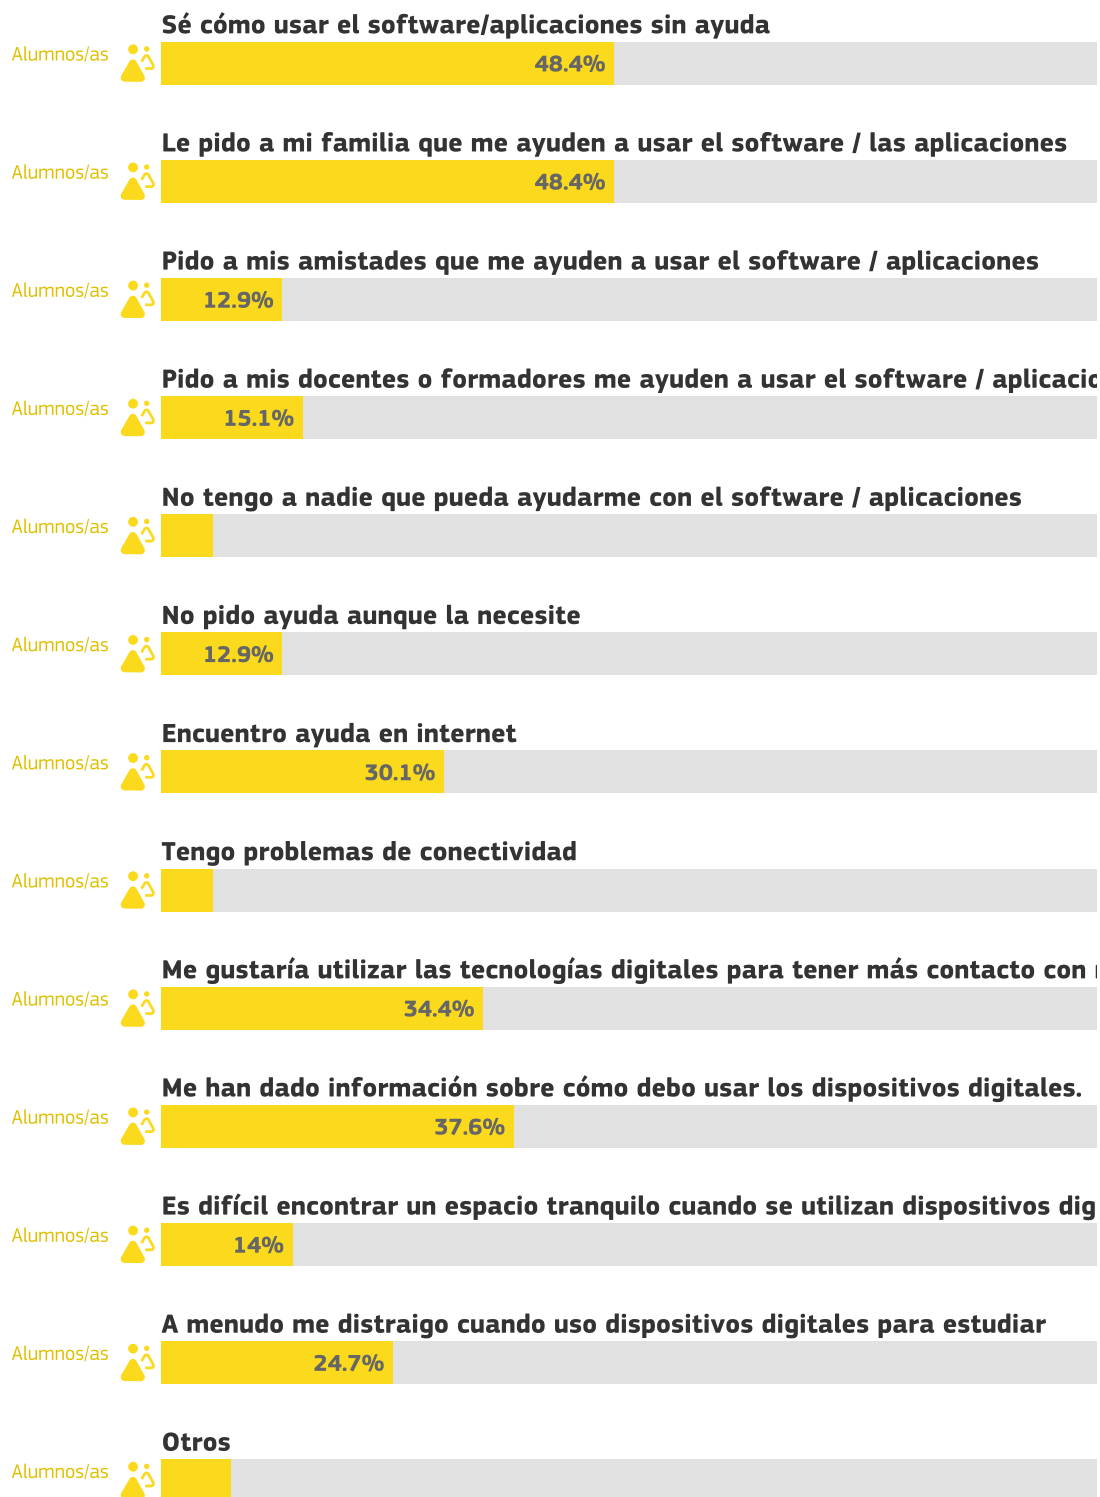 Sé cómo usar el software/aplicaciones sin ayuda
Alumnos/as
48.4%
Le pido a mi familia que me ayuden a usar el software / las aplicaciones
Alumnos/as
48.4%
Pido a mis amistades que me ayuden a usar el software / aplicaciones
Alumnos/as
12.9%
Pido a mis docentes o formadores me ayuden a usar el software / aplicacio
Alumnos/as
15.1%
No tengo a nadie que pueda ayudarme con el software / aplicaciones
Alumnos/as
No pido ayuda aunque la necesite
Alumnos/as
12.9%
Encuentro ayuda en internet
Alumnos/as
30.1%
Tengo problemas de conectividad
Alumnos/as
Me gustaría utilizar las tecnologías digitales para tener más contacto con
Alumnos/as
34.4%
Me han dado información sobre cómo debo usar los dispositivos digitales.
Alumnos/as
37.6%
Es difícil encontrar un espacio tranquilo cuando se utilizan dispositivos dig
Alumnos/as
14%
A menudo me distraigo cuando uso dispositivos digitales para estudiar
Alumnos/as
24.7%
Otros
Alumnos/as